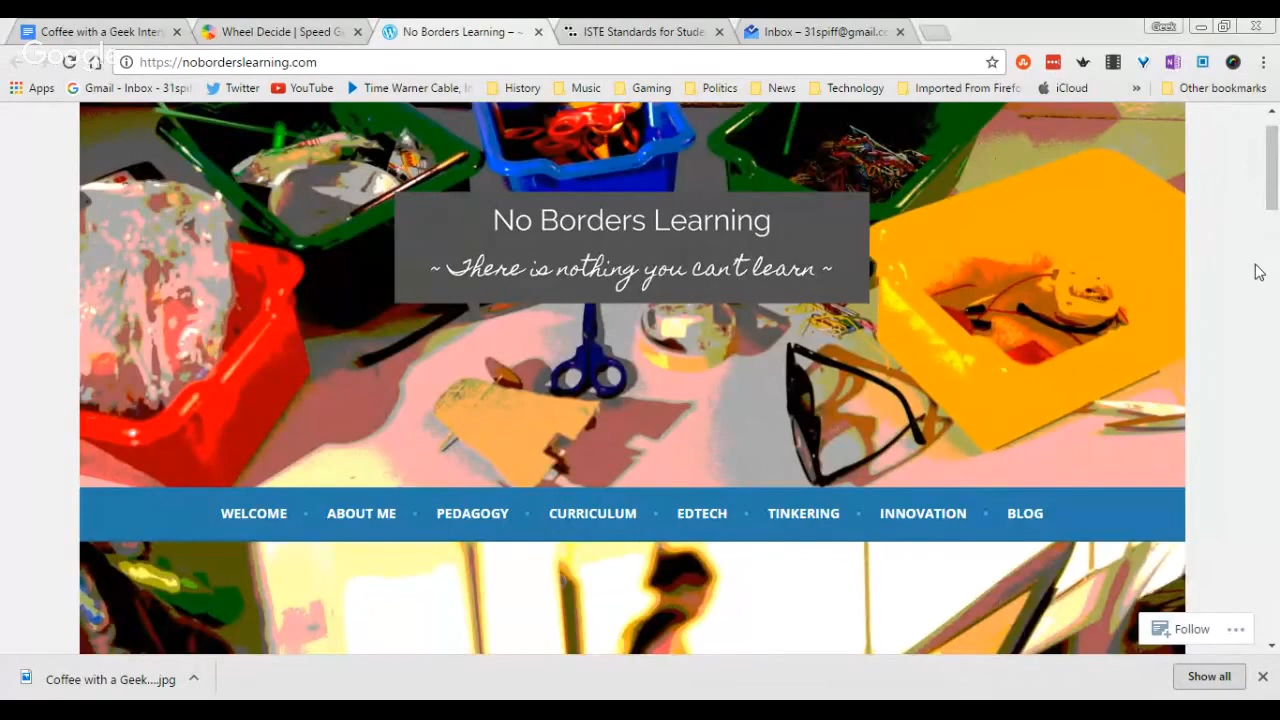 Coffee with a Geek Inter
Wheel Decide | Speed G
No Borders Learning – ~
ISTE Standards for Stude
Inbox – 31spiff@gmail.co
Geek
Google
https://noborderslearning.com
Apps
Gmail - Inbox - 31spi
Twitter
YouTube
Time Warner Cable, In
History
Music
Gaming
Politics
News
Technology
Imported From Firefo
iCloud
»
Other bookmarks
No Borders Learning
~ There is nothing you can't learn ~
WELCOME
ABOUT ME
PEDAGOGY
CURRICULUM
EDTECH
TINKERING
INNOVATION
BLOG
Follow
Coffee with a Geek....jpg
Show all